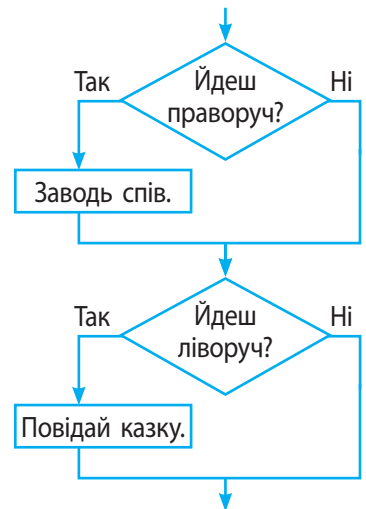 Так
Йдеш
праворуч?
Ні
Заводь спів.
Так
Йдеш
ліворуч?
Ні
Повідай казку.